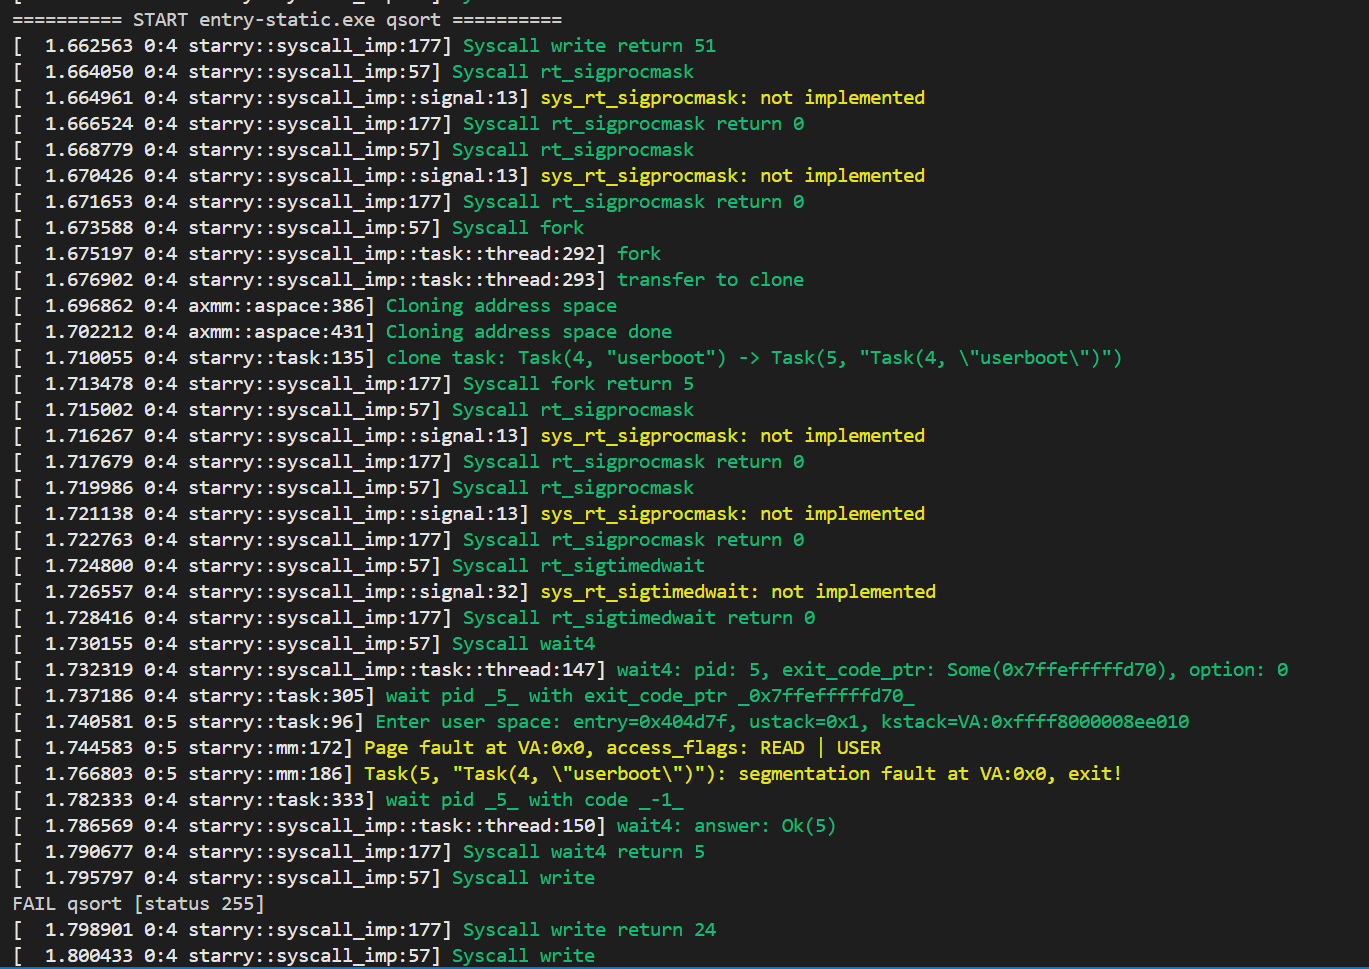 ========== START entry-static.exe qsort ==========
[  1.662563 0:4 starry::syscall_imp:177] Syscall write return 51
[  1.664050 0:4 starry::syscall_imp:57] Syscall rt_sigprocmask
[  1.664961 0:4 starry::syscall_imp::signal:13] sys_rt_sigprocmask: not implemented
[  1.666524 0:4 starry::syscall_imp:177] Syscall rt_sigprocmask return 0
[  1.668779 0:4 starry::syscall_imp:57] Syscall rt_sigprocmask
[  1.670426 0:4 starry::syscall_imp::signal:13] sys_rt_sigprocmask: not implemented
[  1.671653 0:4 starry::syscall_imp:177] Syscall rt_sigprocmask return 0
[  1.673588 0:4 starry::syscall_imp:57] Syscall fork
[  1.675197 0:4 starry::syscall_imp::task::thread:292] fork
[  1.676902 0:4 starry::syscall_imp::task::thread:293] transfer to clone
[  1.696862 0:4 axmm::aspace:386] Cloning address space
[  1.702212 0:4 axmm::aspace:431] Cloning address space done
[  1.710055 0:4 starry::task:135] clone task: Task(4, "userboot") -> Task(5, "Task(4, \"userboot\")")
[  1.713478 0:4 starry::syscall_imp:177] Syscall fork return 5
[  1.715002 0:4 starry::syscall_imp:57] Syscall rt_sigprocmask
[  1.716267 0:4 starry::syscall_imp::signal:13] sys_rt_sigprocmask: not implemented
[  1.717679 0:4 starry::syscall_imp:177] Syscall rt_sigprocmask return 0
[  1.719986 0:4 starry::syscall_imp:57] Syscall rt_sigprocmask
[  1.721138 0:4 starry::syscall_imp::signal:13] sys_rt_sigprocmask: not implemented
[  1.722763 0:4 starry::syscall_imp:177] Syscall rt_sigprocmask return 0
[  1.724800 0:4 starry::syscall_imp:57] Syscall rt_sigtimedwait
[  1.726557 0:4 starry::syscall_imp::signal:32] sys_rt_sigtimedwait: not implemented
[  1.728416 0:4 starry::syscall_imp:177] Syscall rt_sigtimedwait return 0
[  1.730155 0:4 starry::syscall_imp:57] Syscall wait4
[  1.732319 0:4 starry::syscall_imp::task::thread:147] wait4: pid: 5, exit_code_ptr: Some(0x7ffefffffd70), option: 0
[  1.737186 0:4 starry::task:305] wait pid _5_ with exit_code_ptr _0x7ffefffffd70_
[  1.740581 0:5 starry::task:96] Enter user space: entry=0x404d7f, ustack=0x1, kstack=VA:0xffff8000008ee010
[  1.744583 0:5 starry::mm:172] Page fault at VA:0x0, access_flags: READ | USER
[  1.766803 0:5 starry::mm:186] Task(5, "Task(4, \"userboot\")"): segmentation fault at VA:0x0, exit!
[  1.782333 0:4 starry::task:333] wait pid _5_ with code _-1_
[  1.786569 0:4 starry::syscall_imp::task::thread:150] wait4: answer: Ok(5)
[  1.790677 0:4 starry::syscall_imp:177] Syscall wait4 return 5
[  1.795797 0:4 starry::syscall_imp:57] Syscall write
FAIL qsort [status 255]
[  1.798901 0:4 starry::syscall_imp:177] Syscall write return 24
[  1.800433 0:4 starry::syscall_imp:57] Syscall write